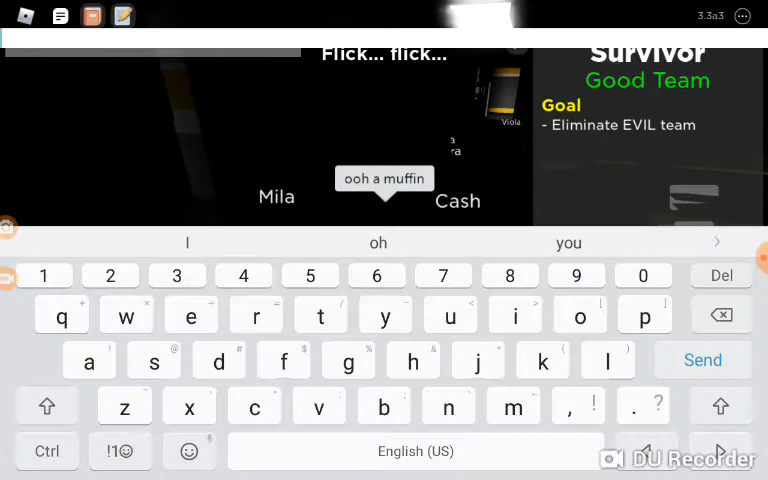 3.3a3
Flick... flick...
Survivor
Good Team
Goal
- Eliminate EVIL team
Viola
a
ra
ooh a muffin
Mila
Cash
I oh you >
1 2 3 4 5 6 7 8 9 0 Del
q w e r t y u i o p
a s d f g h j k l Send
z x c v b n m , ! . ?
Ctrl !1☺ English (US)
DU Recorder